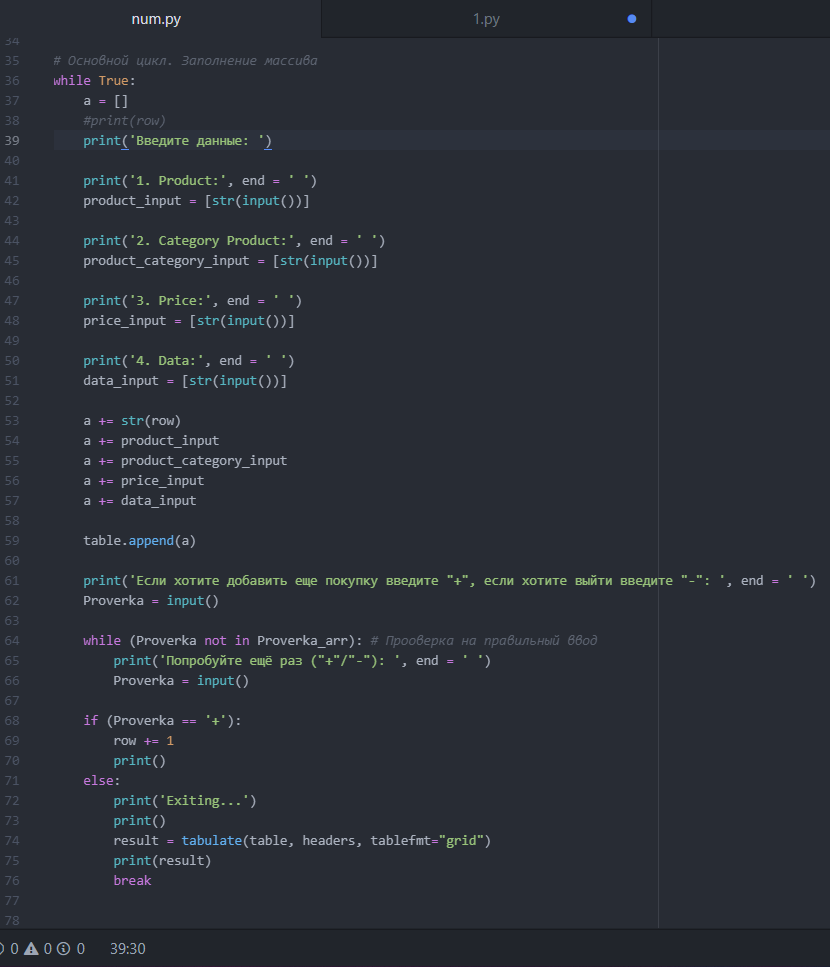 num.py
1.py
34
35 # Основной цикл. Заполнение массива
36 while True:
37 a = []
38 #print(row)
39 print('Введите данные: ')
40
41 print('1. Product:', end = ' ')
42 product_input = [str(input())]
43
44 print('2. Category Product:', end = ' ')
45 product_category_input = [str(input())]
46
47 print('3. Price:', end = ' ')
48 price_input = [str(input())]
49
50 print('4. Data:', end = ' ')
51 data_input = [str(input())]
52
53 a += str(row)
54 a += product_input
55 a += product_category_input
56 a += price_input
57 a += data_input
58
59 table.append(a)
60
61 print('Если хотите добавить еще покупку введите "+", если хотите выйти введите "-": ', end = ' ')
62 Proverka = input()
63
64 while (Proverka not in Proverka_arr): # Прооверка на правильный ввод
65 print('Попробуйте ещё раз ("+"/"-"): ', end = ' ')
66 Proverka = input()
67
68 if (Proverka == '+'):
69 row += 1
70 print()
71 else:
72 print('Exiting...')
73 print()
74 result = tabulate(table, headers, tablefmt="grid")
75 print(result)
76 break
77
78
0 0 0 39:30